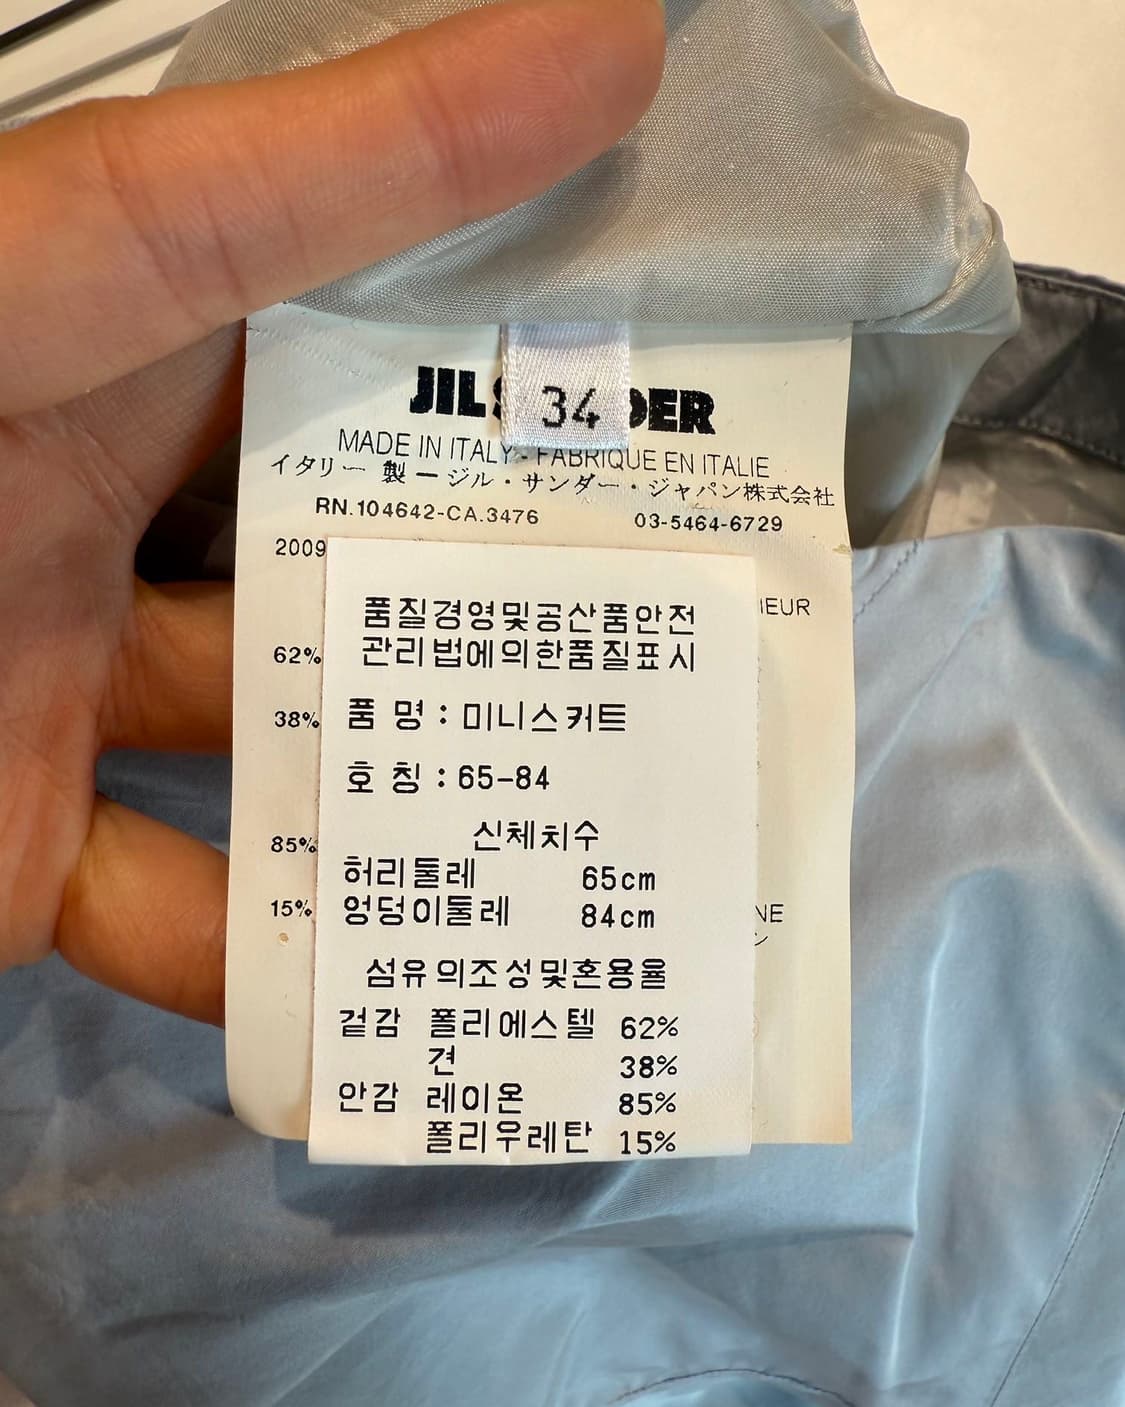 34
MADE IN ITALY - FABRIQUE EN ITALIE
イタリー 製 ー ジル・サンダー・ジャパン株式会社
RN.104642-CA.3476 03-5464-6729
2009
62%
38%
85%
15%
품질경영및공산품안전
관리법에의한품질표시
품 명 : 미니스커트
호 칭 : 65-84
신체치수
허리둘레 65cm
엉덩이둘레 84cm
섬유의조성및혼용율
겉감 폴리에스텔 62%
견 38%
안감 레이온 85%
폴리우레탄 15%